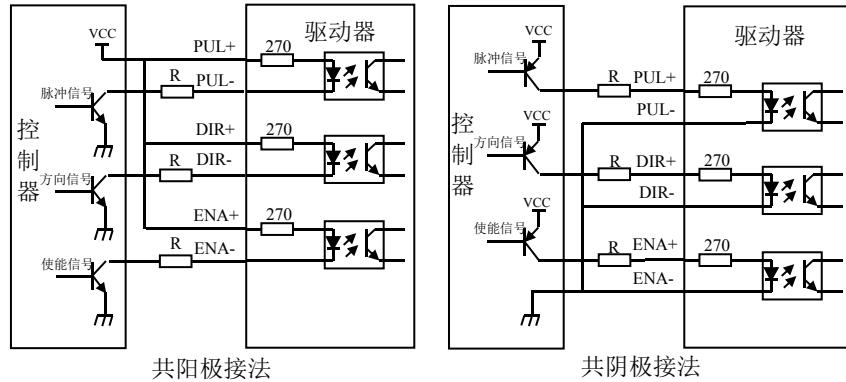 VCC
PUL+
270
驱动器
脉冲信号
R
PUL-
控制器
DIR+
270
方向信号
R
DIR-
ENA+
270
使能信号
R
ENA-
共阳极接法
VCC
驱动器
脉冲信号
R
PUL+
270
PUL-
控制器
VCC
方向信号
R
DIR+
270
DIR-
VCC
使能信号
R
ENA+
270
ENA-
共阴极接法